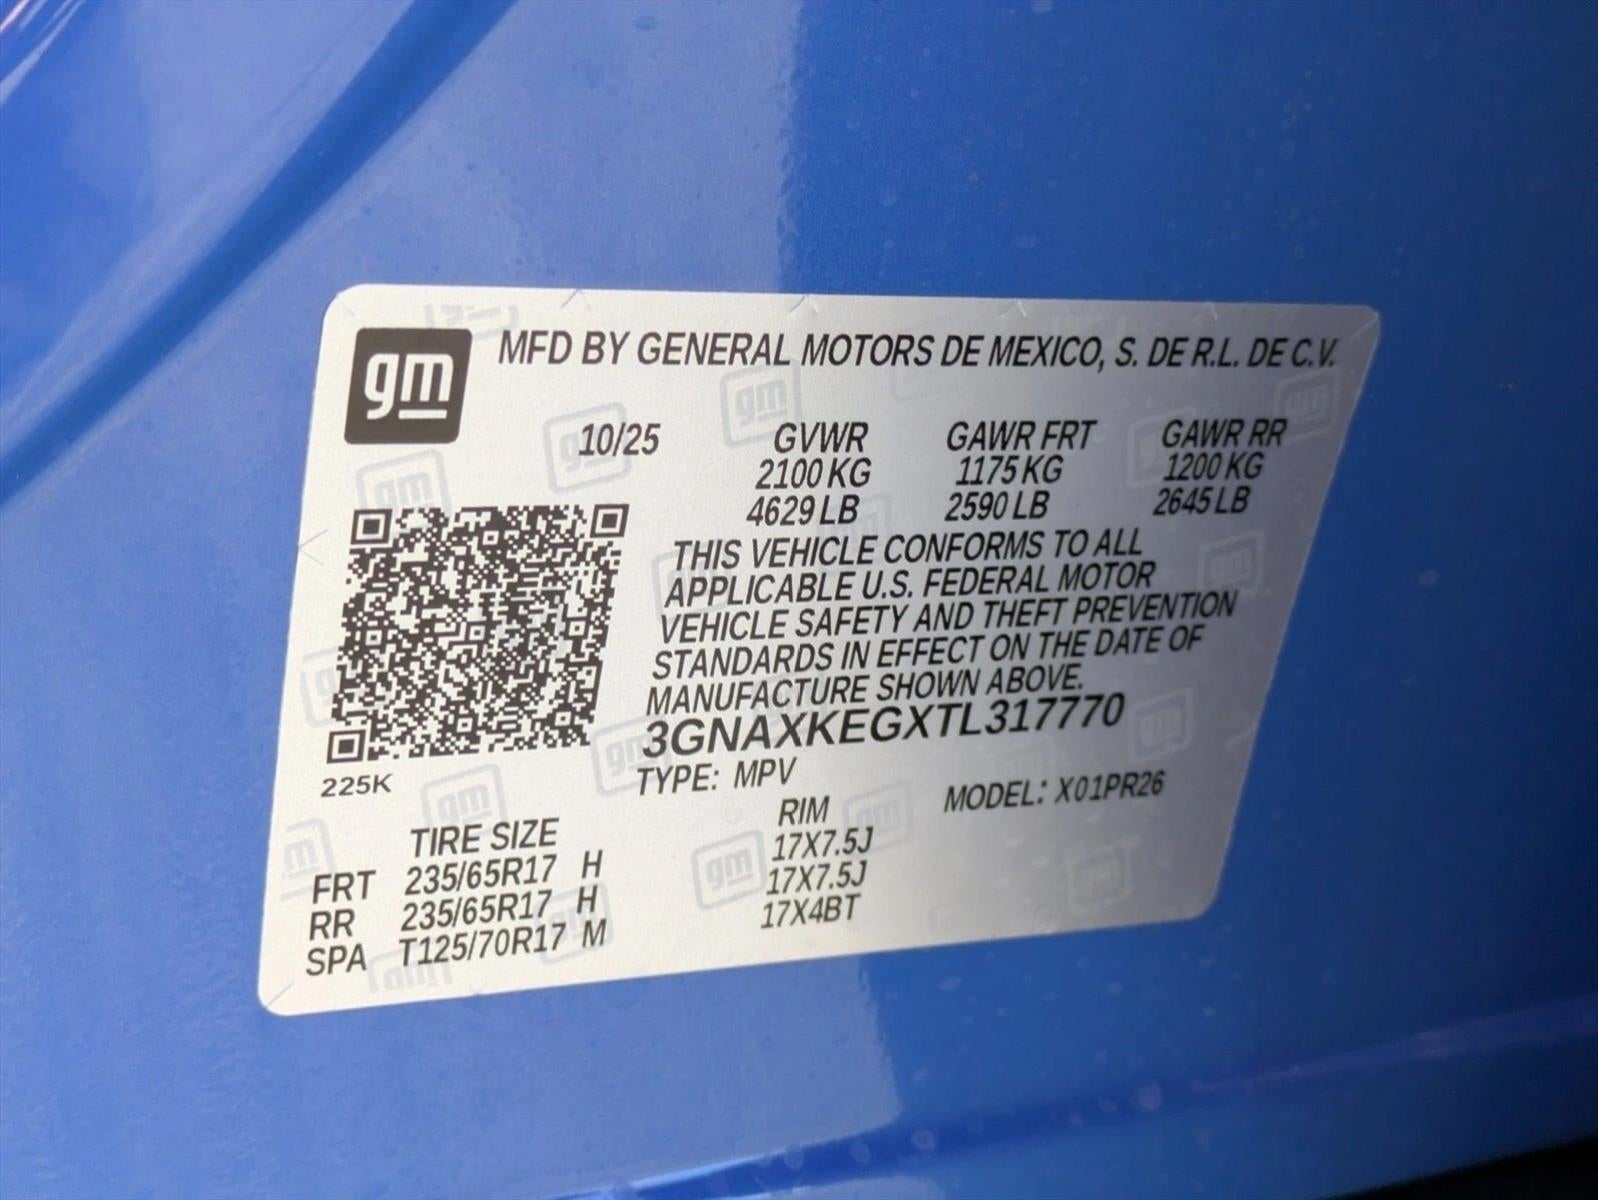 gm
MFD BY GENERAL MOTORS DE MEXICO, S. DE R.L. DE C.V.
10/25 GVWR GAWR FRT GAWR RR
2100 KG 1175 KG 1200 KG
4629 LB 2590 LB 2645 LB
THIS VEHICLE CONFORMS TO ALL
APPLICABLE U.S. FEDERAL MOTOR
VEHICLE SAFETY AND THEFT PREVENTION
STANDARDS IN EFFECT ON THE DATE OF
MANUFACTURE SHOWN ABOVE.
3GNAXKEGXTL317770
225K
TYPE: MPV MODEL: X01PR26
TIRE SIZE RIM
FRT 235/65R17 H 17X7.5J
RR 235/65R17 H 17X7.5J
SPA T125/70R17 M 17X4BT